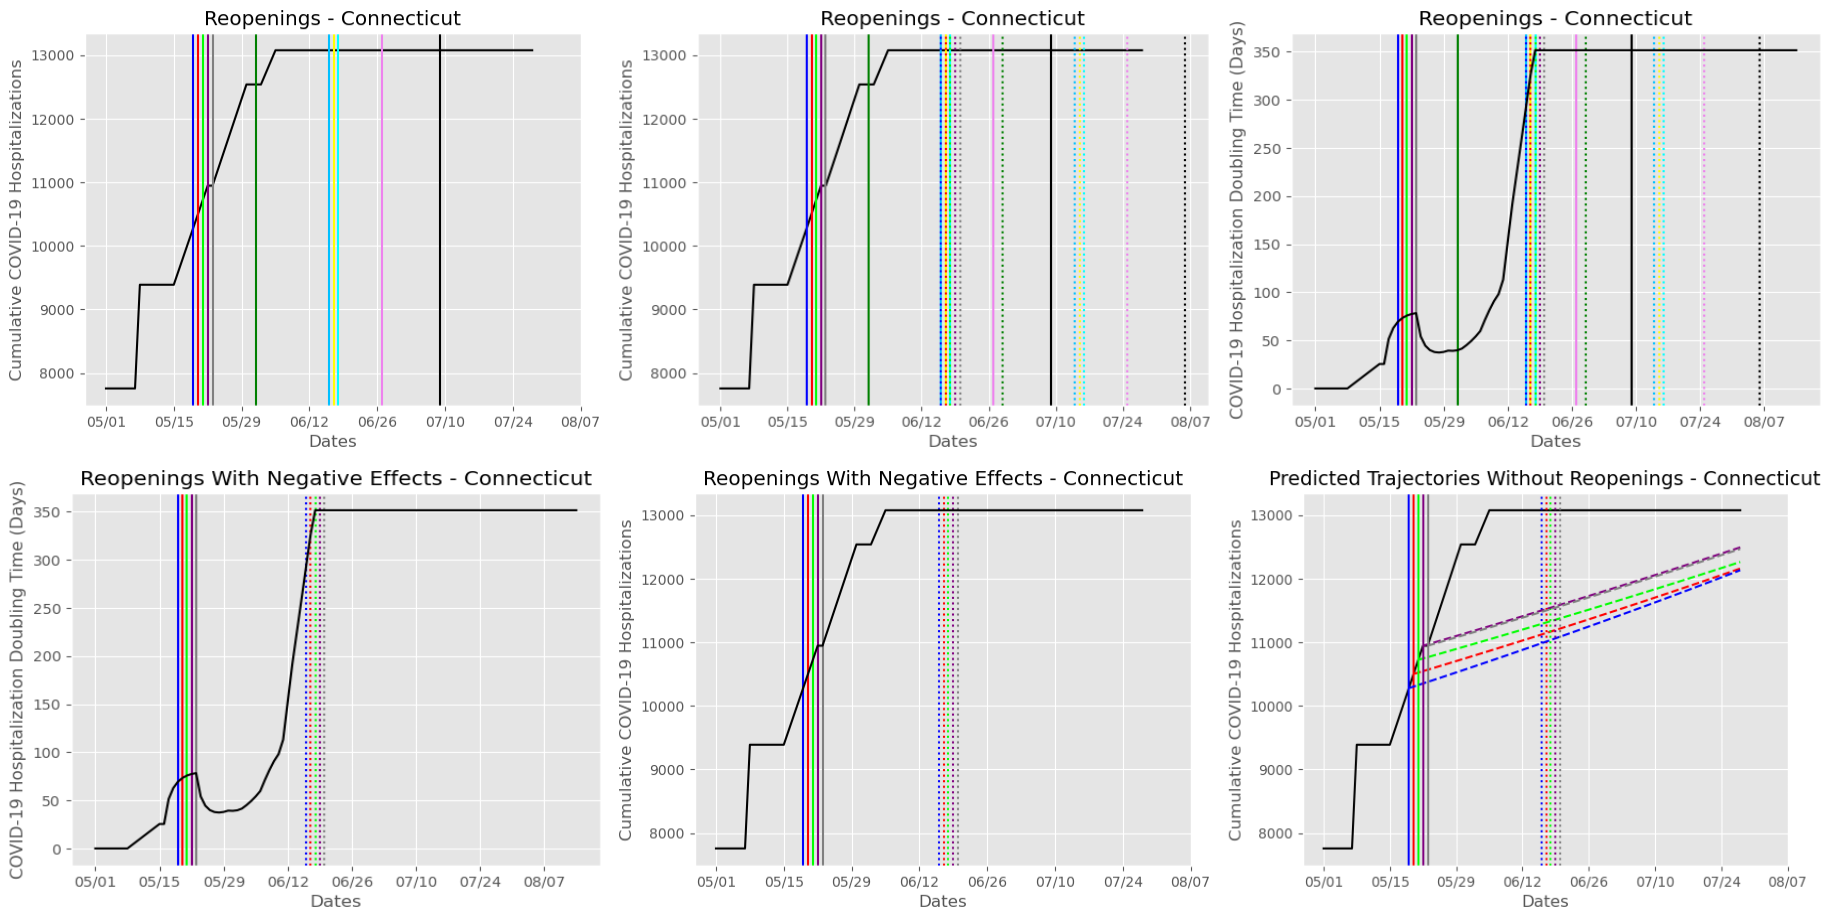 Reopenings - Connecticut
Cumulative COVID-19 Hospitalizations
13000
12000
11000
10000
9000
8000
05/01 05/15 05/29 06/12 06/26 07/10 07/24 08/07
Dates
Reopenings - Connecticut
Cumulative COVID-19 Hospitalizations
13000
12000
11000
10000
9000
8000
05/01 05/15 05/29 06/12 06/26 07/10 07/24 08/07
Dates
Reopenings - Connecticut
COVID-19 Hospitalization Doubling Time (Days)
350
300
250
200
150
100
50
0
05/01 05/15 05/29 06/12 06/26 07/10 07/24 08/07
Dates
Reopenings With Negative Effects - Connecticut
COVID-19 Hospitalization Doubling Time (Days)
350
300
250
200
150
100
50
0
05/01 05/15 05/29 06/12 06/26 07/10 07/24 08/07
Dates
Reopenings With Negative Effects - Connecticut
Cumulative COVID-19 Hospitalizations
13000
12000
11000
10000
9000
8000
05/01 05/15 05/29 06/12 06/26 07/10 07/24 08/07
Dates
Predicted Trajectories Without Reopenings - Connecticut
Cumulative COVID-19 Hospitalizations
13000
12000
11000
10000
9000
8000
05/01 05/15 05/29 06/12 06/26 07/10 07/24 08/07
Dates